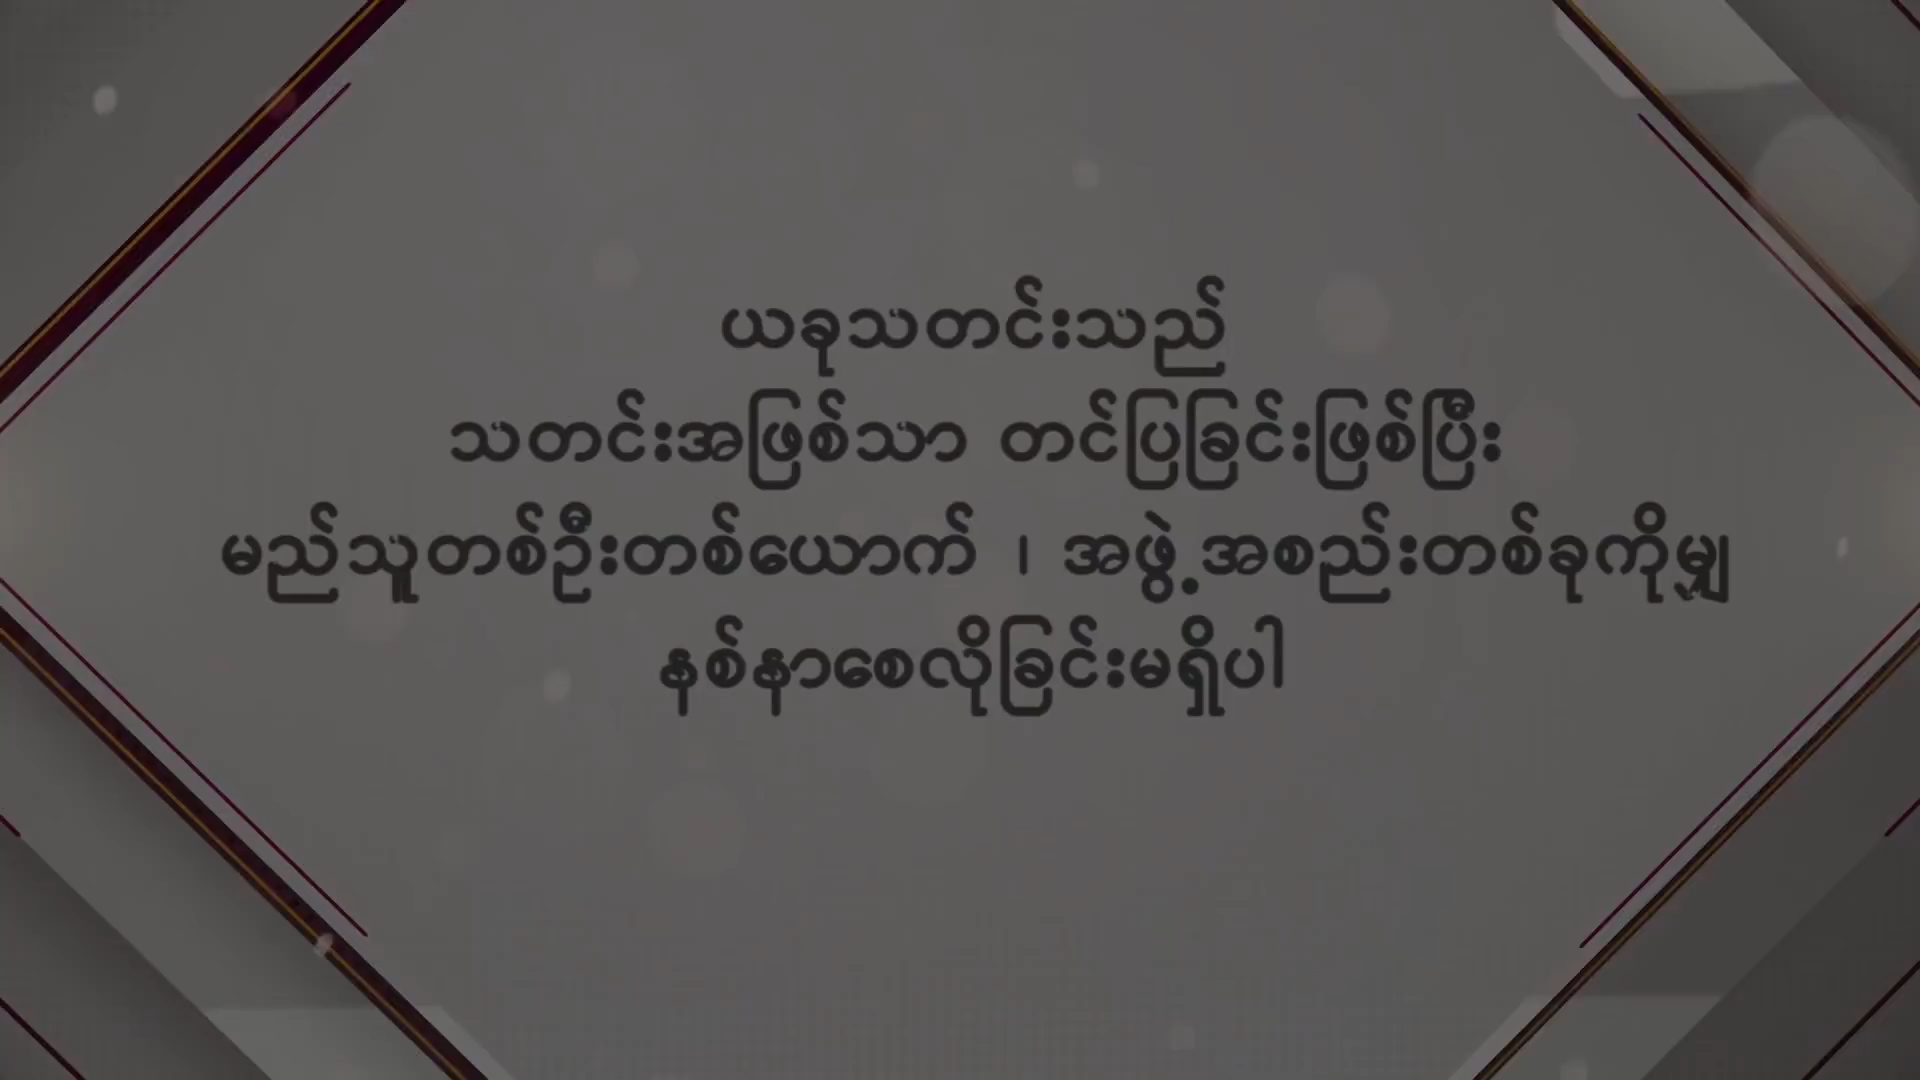 ယခုသတင်းသည်
သတင်းအဖြစ်သာ တင်ပြခြင်းဖြစ်ပြီး
မည်သူတစ်ဦးတစ်ယောက် ၊ အဖွဲ့အစည်းတစ်ခုကိုမျှ
နစ်နာစေလိုခြင်းမရှိပါ